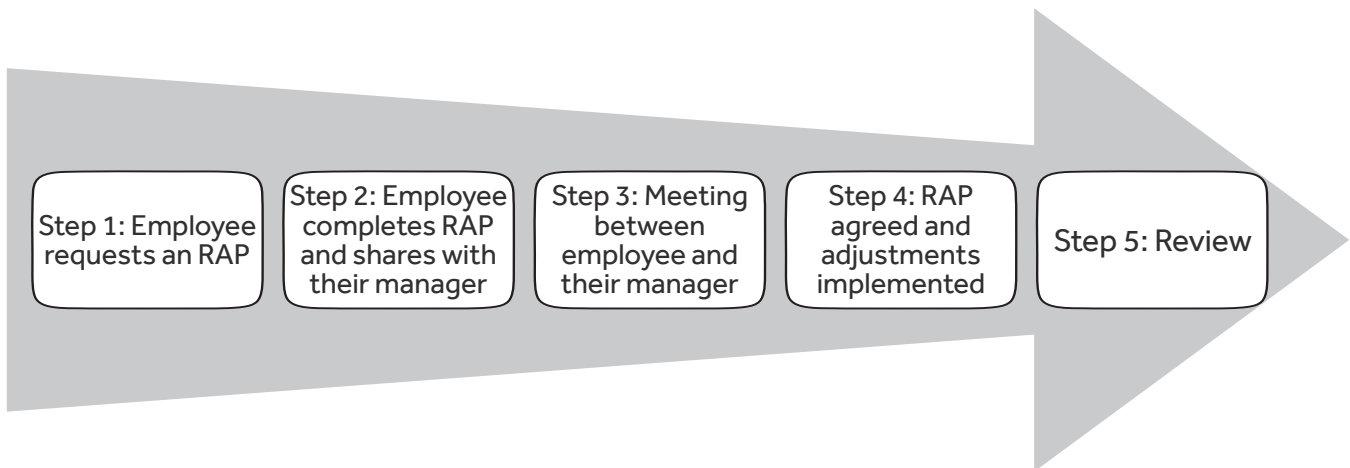 Step 1: Employee
requests an RAP
Step 2: Employee
completes RAP
and shares with
their manager
Step 3: Meeting
between
employee and
their manager
Step 4: RAP
agreed and
adjustments
implemented
Step 5: Review